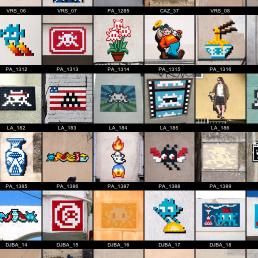 VRS_06 VRS_07 PA_1285 CAZ_37 VRS_08
PA_1312 PA_1313 PA_1314 PA_1315 PA_1316
LA_182 LA_183 LA_184 LA_185 LA_186
PA_1385 PA_1386 PA_1387 PA_1388 PA_1389
DJBA_14 DJBA_15 DJBA_16 DJBA_17 DJBA_18